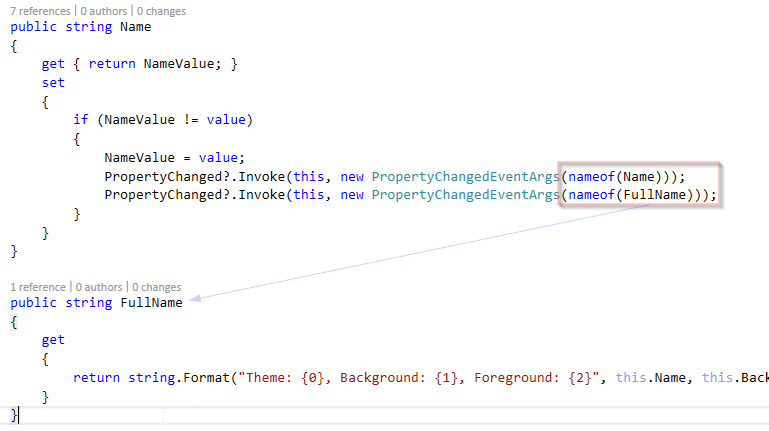 7 references | 0 authors | 0 changes
public string Name
{
get { return NameValue; }
set
{
if (NameValue != value)
{
NameValue = value;
PropertyChanged?.Invoke(this, new PropertyChangedEventArgs(nameof(Name)));
PropertyChanged?.Invoke(this, new PropertyChangedEventArgs(nameof(FullName)));
}
}
}
1 reference | 0 authors | 0 changes
public string FullName
{
get
{
return string.Format("Theme: {0}, Background: {1}, Foreground: {2}", this.Name, this.Back
}
}